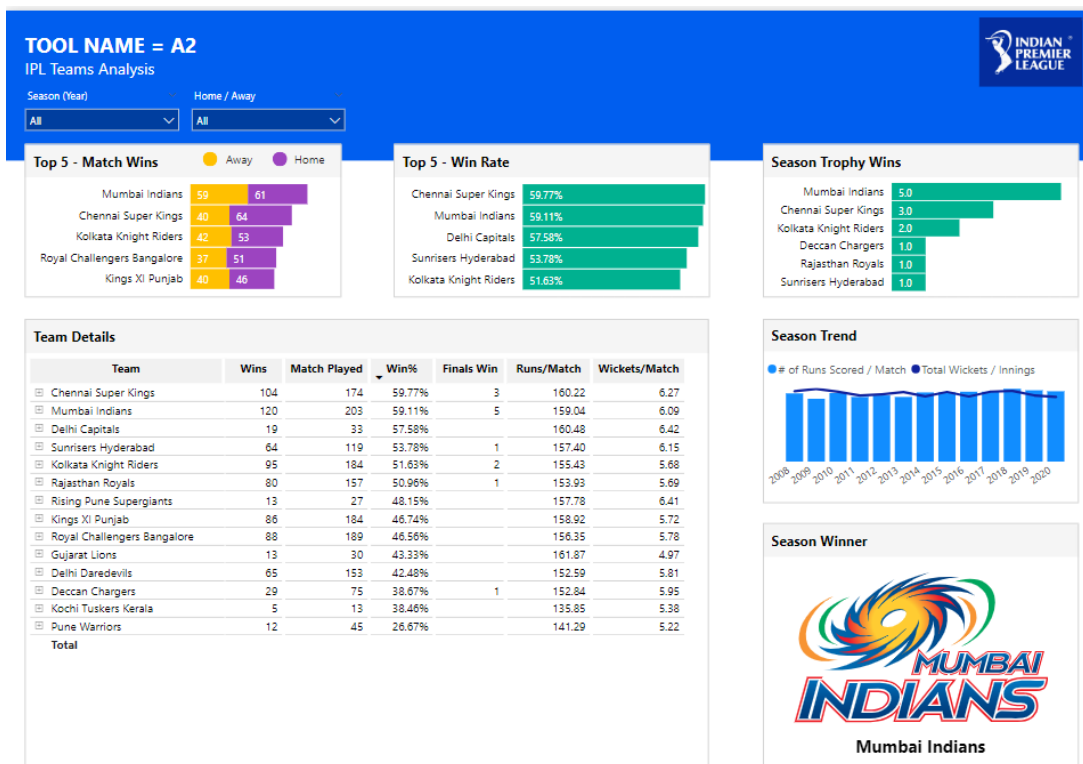 TOOL NAME = A2
IPL Teams Analysis
INDIAN
PREMIER
LEAGUE
Season (Year) Home / Away
All All
Top 5 - Match Wins Away Home
Mumbai Indians 59 61
Chennai Super Kings 40 64
Kolkata Knight Riders 42 53
Royal Challengers Bangalore 37 51
Kings XI Punjab 40 46
Top 5 - Win Rate
Chennai Super Kings 59.77%
Mumbai Indians 59.11%
Delhi Capitals 57.58%
Sunrisers Hyderabad 53.78%
Kolkata Knight Riders 51.63%
Season Trophy Wins
Mumbai Indians 5.0
Chennai Super Kings 3.0
Kolkata Knight Riders 2.0
Deccan Chargers 1.0
Rajasthan Royals 1.0
Sunrisers Hyderabad 1.0
Team Details
Team Wins Match Played Win% Finals Win Runs/Match Wickets/Match
Chennai Super Kings 104 174 59.77% 3 160.22 6.27
Mumbai Indians 120 203 59.11% 5 159.04 6.09
Delhi Capitals 19 33 57.58% 160.48 6.42
Sunrisers Hyderabad 64 119 53.78% 1 157.40 6.15
Kolkata Knight Riders 95 184 51.63% 2 155.43 5.68
Rajasthan Royals 80 157 50.96% 1 153.93 5.69
Rising Pune Supergiants 13 27 48.15% 157.78 6.41
Kings XI Punjab 86 184 46.74% 158.92 5.72
Royal Challengers Bangalore 88 189 46.56% 156.35 5.78
Gujarat Lions 13 30 43.33% 161.87 4.97
Delhi Daredevils 65 153 42.48% 152.59 5.81
Deccan Chargers 29 75 38.67% 1 152.84 5.95
Kochi Tuskers Kerala 5 13 38.46% 135.85 5.38
Pune Warriors 12 45 26.67% 141.29 5.22
Total
Season Trend
# of Runs Scored / Match Total Wickets / Innings
2008 2009 2010 2011 2012 2013 2014 2015 2016 2017 2018 2019 2020
Season Winner
MUMBAI
INDIANS
Mumbai Indians